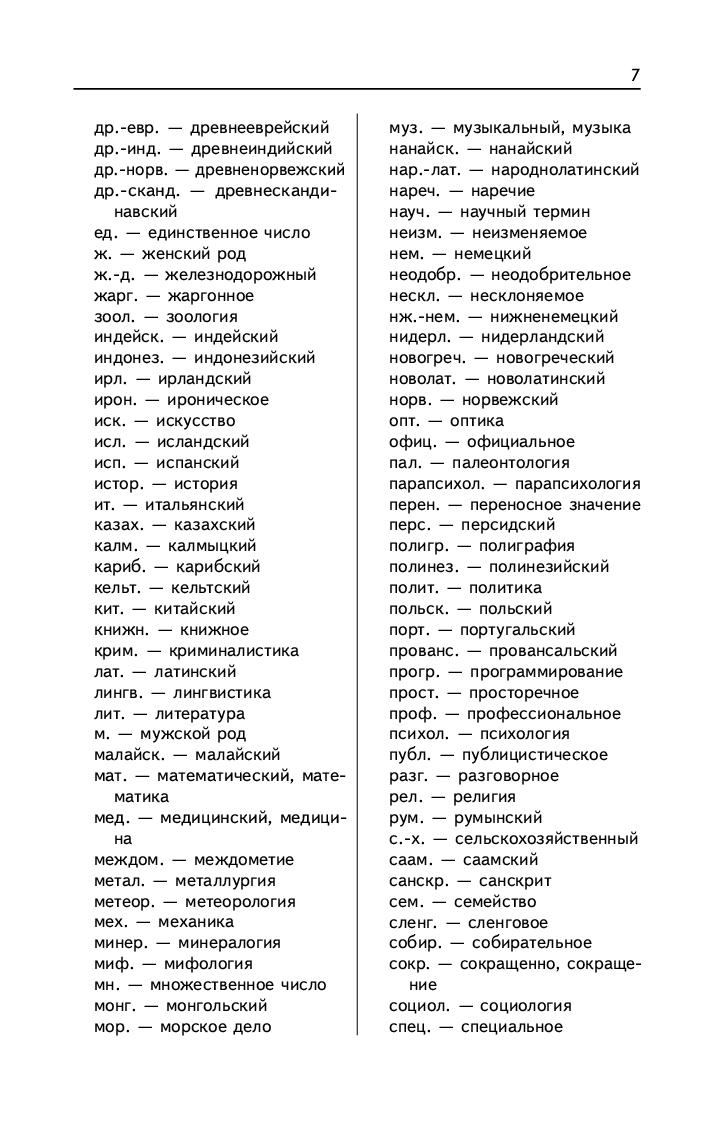 7
др.-евр. — древнееврейский
др.-инд. — древнеиндийский
др.-норв. — древненорвежский
др.-сканд. — древнесканди-
навский
ед. — единственное число
ж. — женский род
ж.-д. — железнодорожный
жарг. — жаргонное
зоол. — зоология
индейск. — индейский
индонез. — индонезийский
ирл. — ирландский
ирон. — ироническое
иск. — искусство
исл. — исландский
исп. — испанский
истор. — история
ит. — итальянский
казах. — казахский
калм. — калмыцкий
кариб. — карибский
кельт. — кельтский
кит. — китайский
книжн. — книжное
крим. — криминалистика
лат. — латинский
лингв. — лингвистика
лит. — литература
м. — мужской род
малайск. — малайский
мат. — математический, мате-
матика
мед. — медицинский, медици-
на
междом. — междометие
метал. — металлургия
метеор. — метеорология
мех. — механика
минер. — минералогия
миф. — мифология
мн. — множественное число
монг. — монгольский
мор. — морское дело
муз. — музыкальный, музыка
нанайск. — нанайский
нар.-лат. — народнолатинский
нареч. — наречие
науч. — научный термин
неизм. — неизменяемое
нем. — немецкий
неодобр. — неодобрительное
нескл. — несклоняемое
нж.-нем. — нижненемецкий
нидерл. — нидерландский
новогреч. — новогреческий
новолат. — новолатинский
норв. — норвежский
опт. — оптика
офиц. — официальное
пал. — палеонтология
парапсихол. — парапсихология
перен. — переносное значение
перс. — персидский
полигр. — полиграфия
полинез. — полинезийский
полит. — политика
польск. — польский
порт. — португальский
прованс. — провансальский
прогр. — программирование
прост. — просторечное
проф. — профессиональное
психол. — психология
публ. — публицистическое
разг. — разговорное
рел. — религия
рум. — румынский
с.-х. — сельскохозяйственный
саам. — саамский
санскр. — санскрит
сем. — семейство
сленг. — сленговое
собир. — собирательное
сокр. — сокращенно, сокраще-
ние
социол. — социология
спец. — специальное